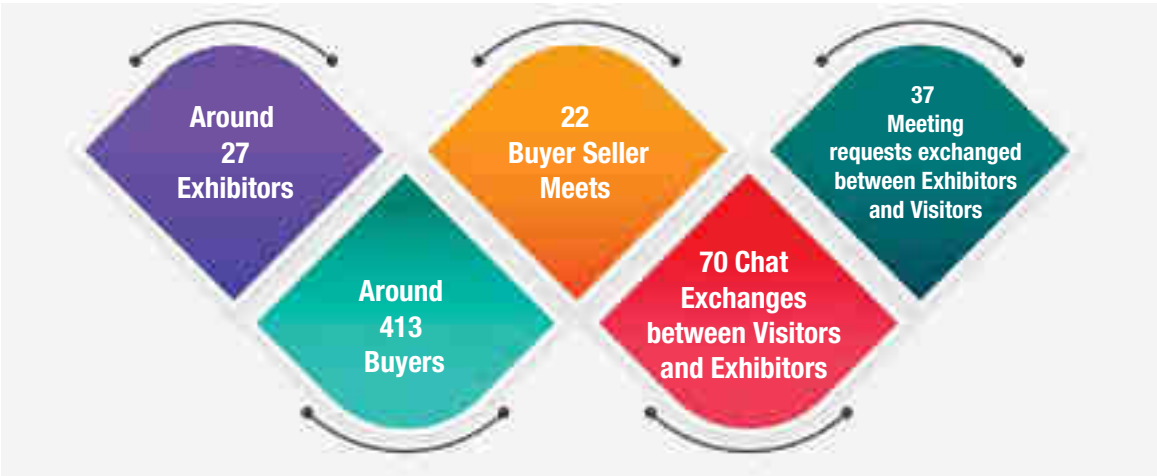 Around
27
Exhibitors
Around
413
Buyers
22
Buyer Seller
Meets
70 Chat
Exchanges
between Visitors
and Exhibitors
37
Meeting
requests exchanged
between Exhibitors
and Visitors